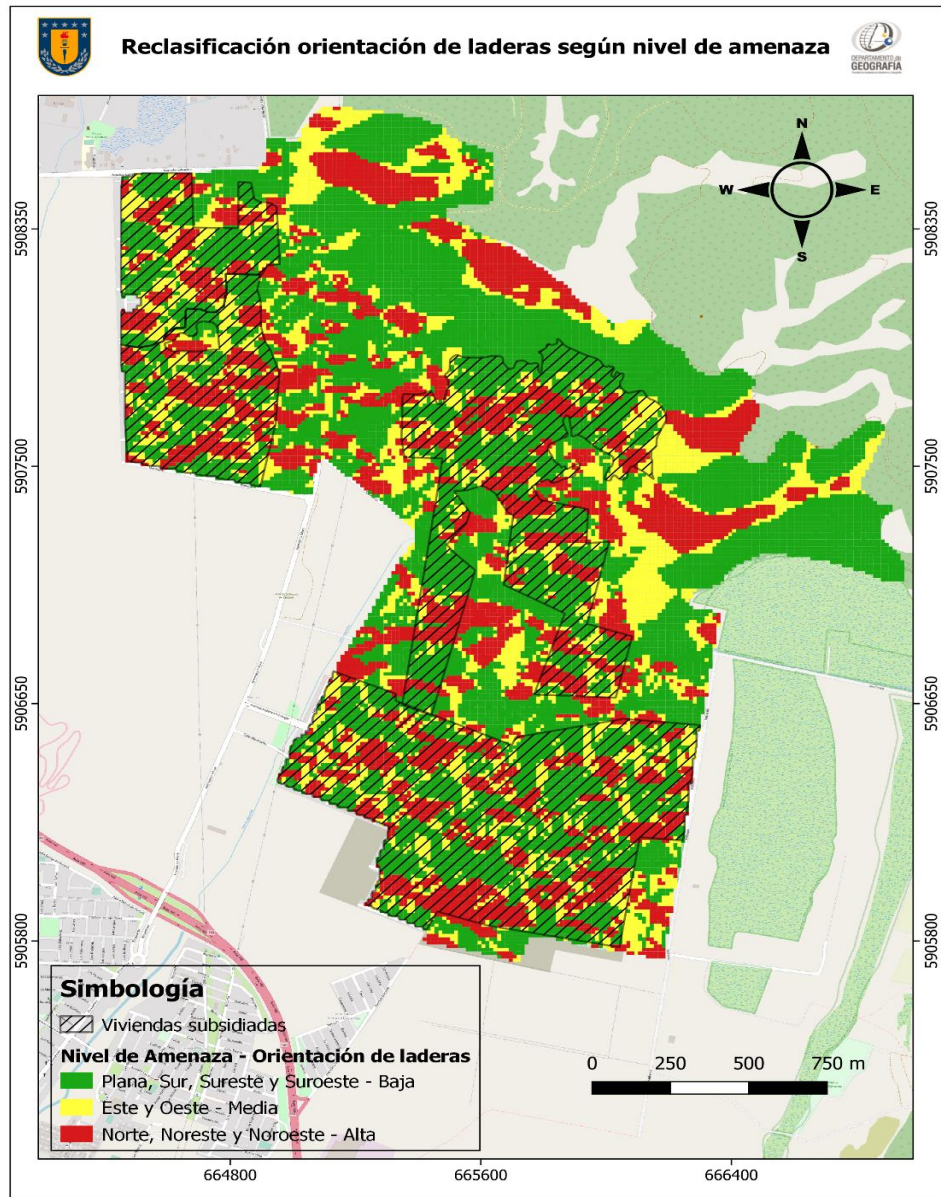 Reclasificación orientación de laderas según nivel de amenaza
DEPARTAMENTO de
GEOGRAFÍA
N
W
E
S
5908350
5908350
5907500
5907500
5906650
5906650
5905800
5905800
Simbología
Viviendas subsidiadas
Nivel de Amenaza - Orientación de laderas
Plana, Sur, Sureste y Suroeste - Baja
Este y Oeste - Media
Norte, Noreste y Noroeste - Alta
0 250 500 750 m
664800 665600 666400